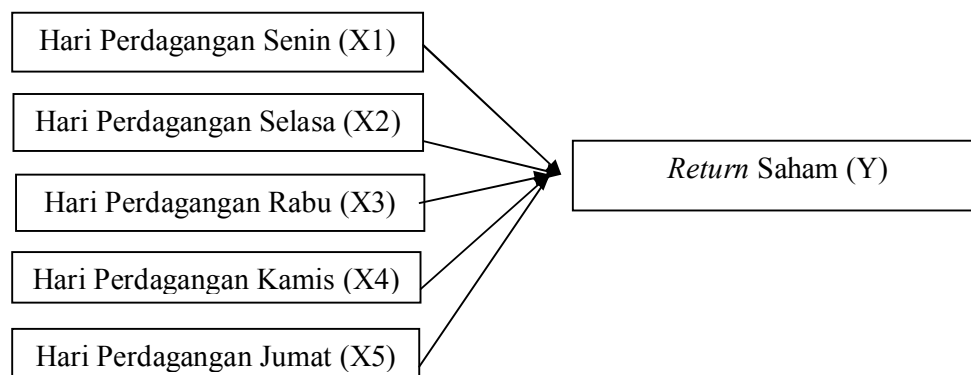 Hari Perdagangan Senin (X1)
Hari Perdagangan Selasa (X2)
Return Saham (Y)
Hari Perdagangan Rabu (X3)
Hari Perdagangan Kamis (X4)
Hari Perdagangan Jumat (X5)